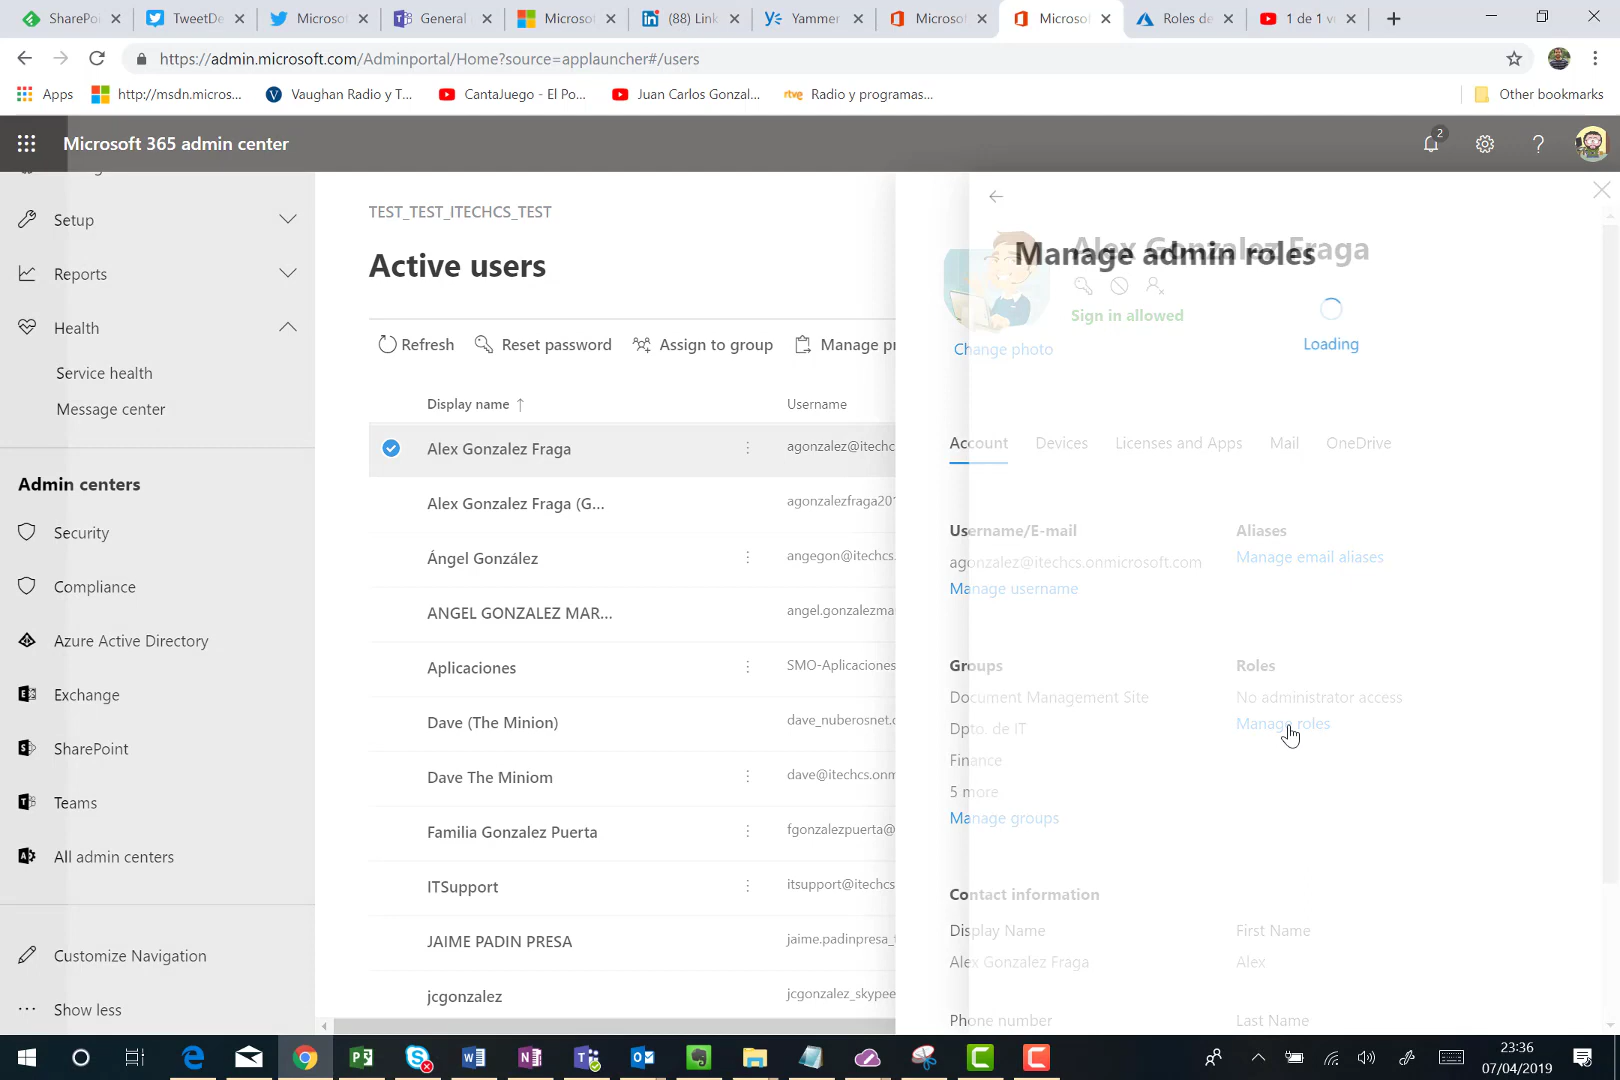 SharePoi
TweetDe
Microso
General
Microso
(88) Link
Yammer
Microso
Microso
Roles de
1 de 1 v
https://admin.microsoft.com/Adminportal/Home?source=applauncher#/users
Apps
http://msdn.micros...
Vaughan Radio y T...
CantaJuego - El Po...
Juan Carlos Gonzal...
rtve Radio y programas...
Other bookmarks
Microsoft 365 admin center
2
Setup
Reports
Health
Service health
Message center
Admin centers
Security
Compliance
Azure Active Directory
Exchange
SharePoint
Teams
All admin centers
Customize Navigation
Show less
TEST_TEST_ITECHCS_TEST
Active users
Refresh
Reset password
Assign to group
Manage pr
Display name ↑
Username
Alex Gonzalez Fraga
agonzalez@itechc
Alex Gonzalez Fraga (G...
agonzalezfraga201
Ángel González
angegon@itechcs.
ANGEL GONZALEZ MAR...
angel.gonzalezma
Aplicaciones
SMO-Aplicaciones
Dave (The Minion)
dave_nuberosnet.c
Dave The Miniom
dave@itechcs.onm
Familia Gonzalez Puerta
fgonzalezpuerta@
ITSupport
itsupport@itechcs
JAIME PADIN PRESA
jaime.padinpresa_
jcgonzalez
jcgonzalez_skypee
Manage admin roles
Alex Gonzalez Fraga
Sign in allowed
Change photo
Loading
Account
Devices
Licenses and Apps
Mail
OneDrive
Username/E-mail
agonzalez@itechcs.onmicrosoft.com
Manage username
Aliases
Manage email aliases
Groups
Document Management Site
Dpto. de IT
Finance
5 more
Manage groups
Roles
No administrator access
Manage roles
Contact information
Display Name
Alex Gonzalez Fraga
First Name
Alex
Phone number
Last Name
23:36
07/04/2019